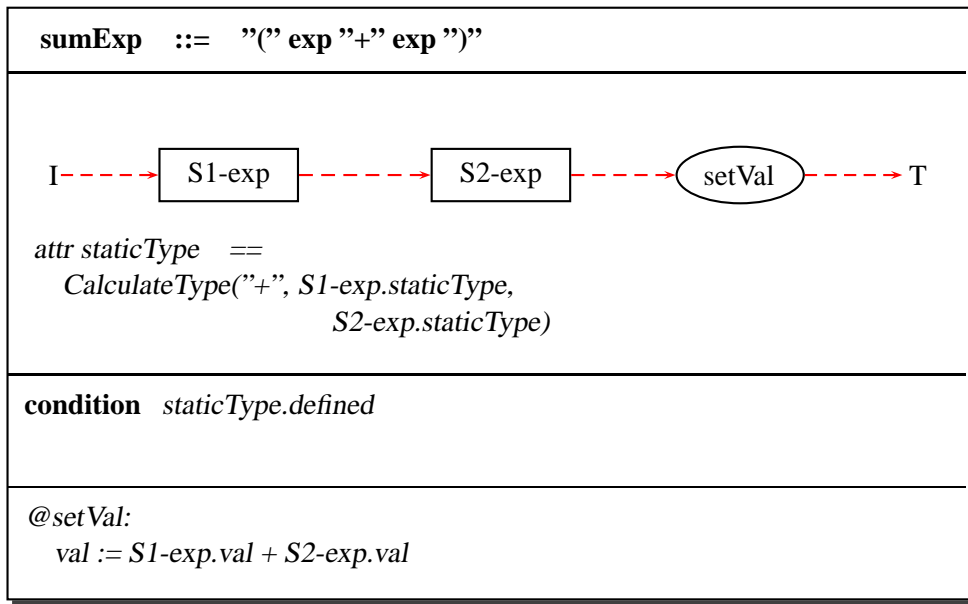 sumExp ::= ”(” exp ”+” exp ”)”
I S1-exp S2-exp setVal T
attr staticType ==
CalculateType(”+”, S1-exp.staticType,
S2-exp.staticType)
condition staticType.defined
@setVal:
val := S1-exp.val + S2-exp.val